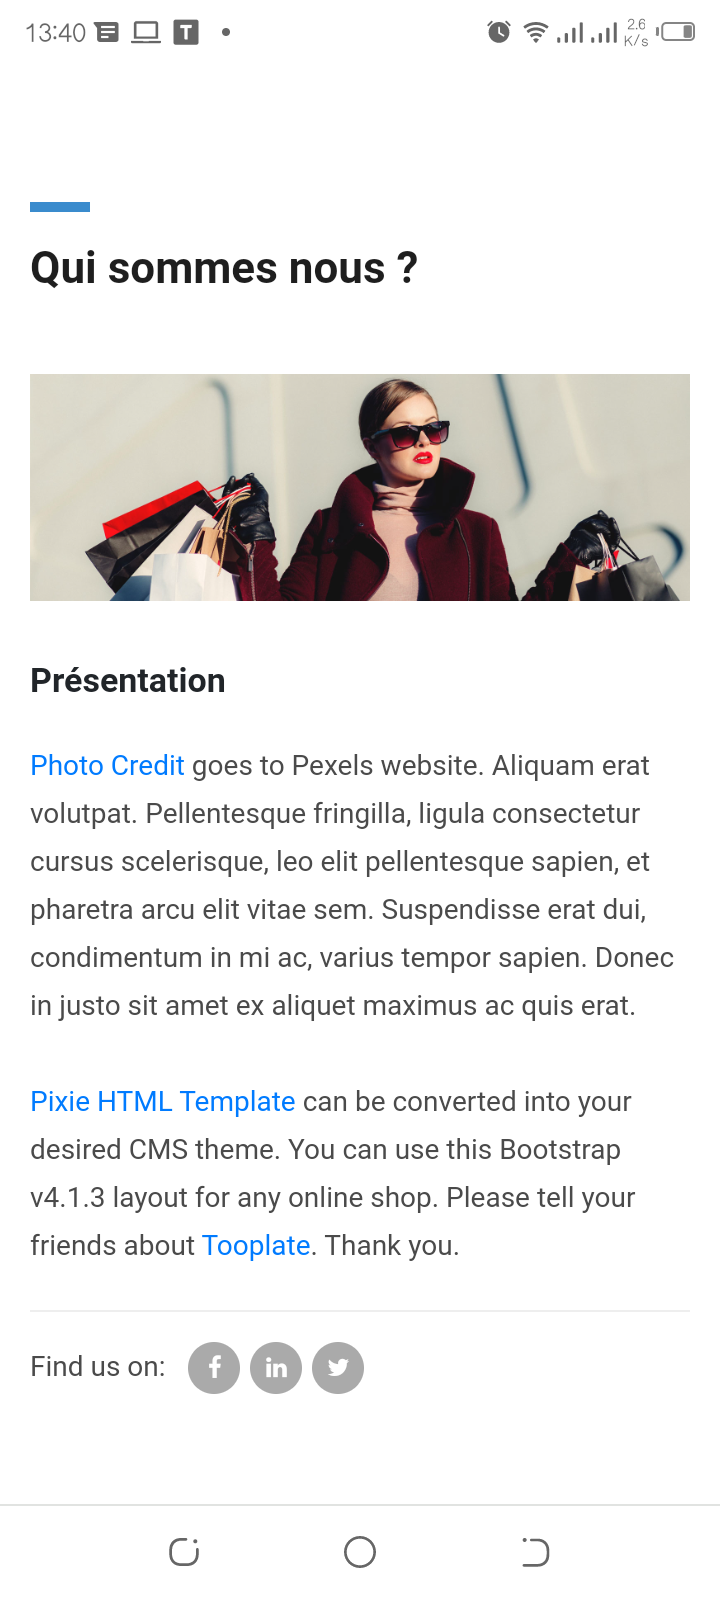 13:40
2.6
K/s
Qui sommes nous ?
Présentation
Photo Credit goes to Pexels website. Aliquam erat
volutpat. Pellentesque fringilla, ligula consectetur
cursus scelerisque, leo elit pellentesque sapien, et
pharetra arcu elit vitae sem. Suspendisse erat dui,
condimentum in mi ac, varius tempor sapien. Donec
in justo sit amet ex aliquet maximus ac quis erat.
Pixie HTML Template can be converted into your
desired CMS theme. You can use this Bootstrap
v4.1.3 layout for any online shop. Please tell your
friends about Tooplate. Thank you.
Find us on: